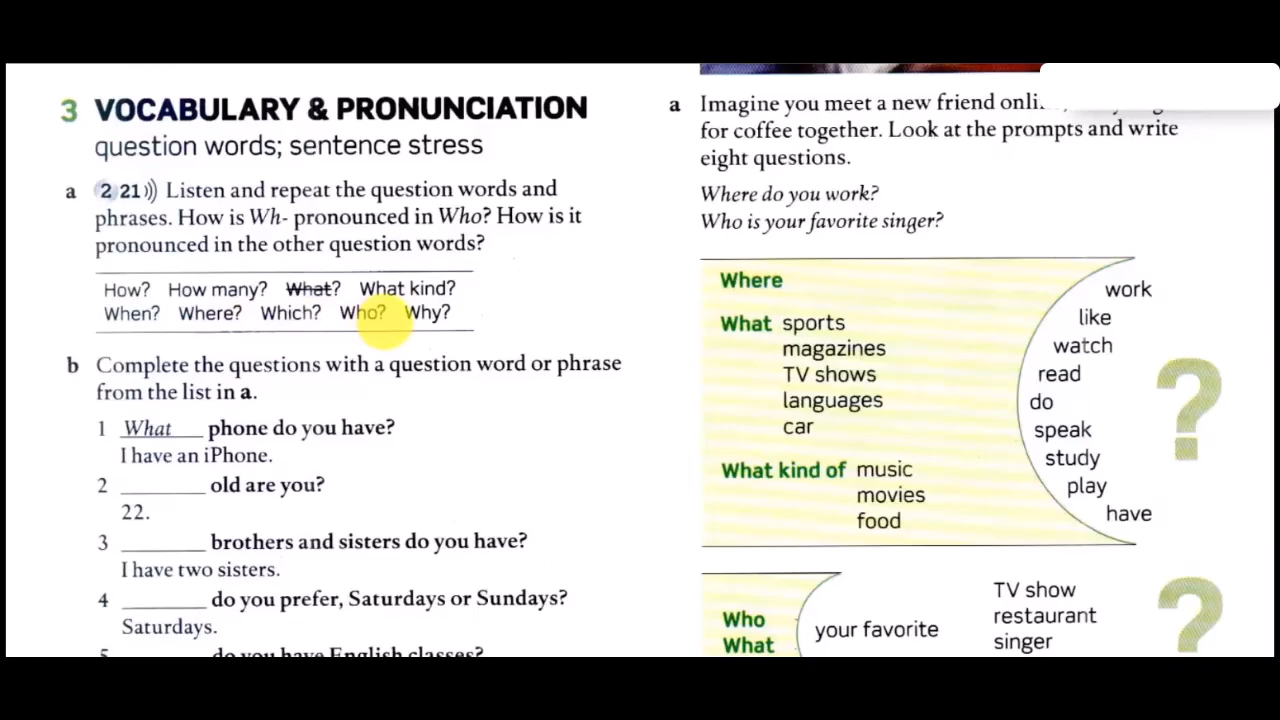 3 VOCABULARY & PRONUNCIATION
question words; sentence stress
a 2 21 Listen and repeat the question words and
phrases. How is Wh- pronounced in Who? How is it
pronounced in the other question words?
How? How many? What? What kind?
When? Where? Which? Who? Why?
b Complete the questions with a question word or phrase
from the list in a.
1 What phone do you have?
I have an iPhone.
2 ________ old are you?
22.
3 ________ brothers and sisters do you have?
I have two sisters.
4 ________ do you prefer, Saturdays or Sundays?
Saturdays.
5 ________ do you have English classes?
a Imagine you meet a new friend
for coffee together. Look at the prompts and write
eight questions.
Where do you work?
Who is your favorite singer?
Where
What sports
magazines
TV shows
languages
car
What kind of music
movies
food
work
like
watch
read
do
speak
study
play
have
?
Who
What
your favorite
TV show
restaurant
singer
?